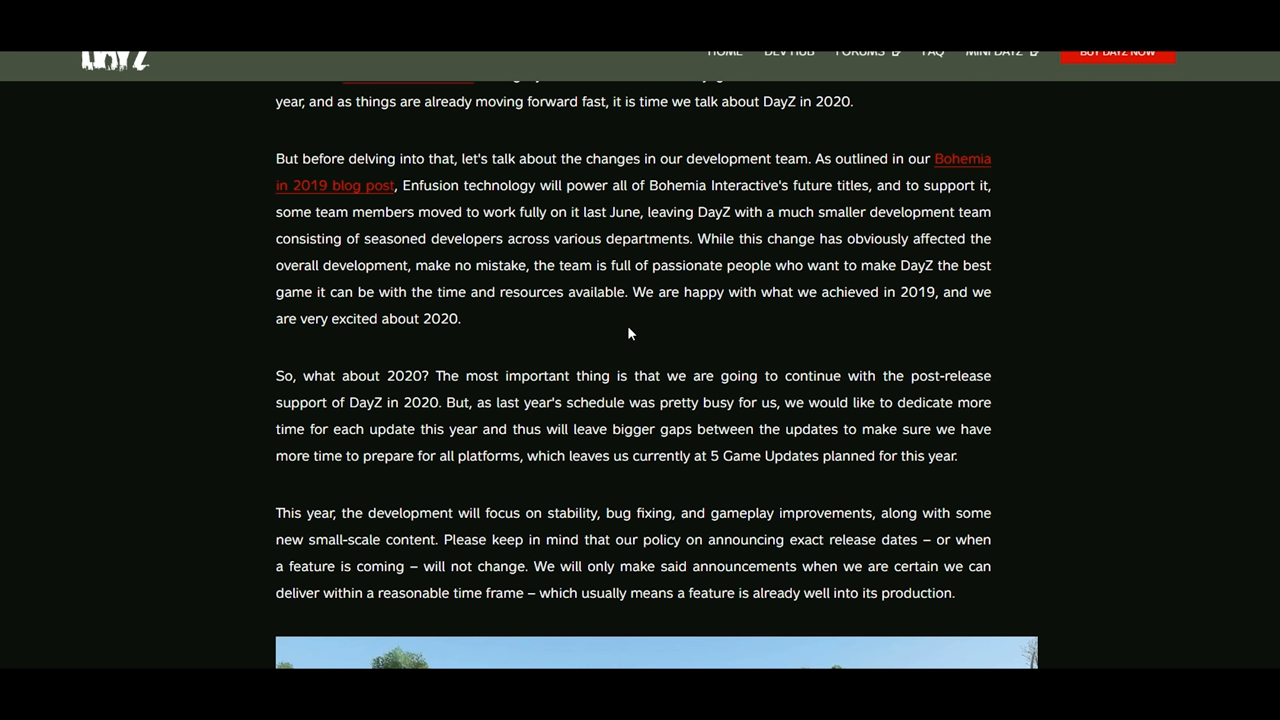 DAYZ
HOME DEV HUB FORUMS FAQ MINI DAYZ BUY DAYZ NOW
year, and as things are already moving forward fast, it is time we talk about DayZ in 2020.
But before delving into that, let's talk about the changes in our development team. As outlined in our Bohemia
in 2019 blog post, Enfusion technology will power all of Bohemia Interactive's future titles, and to support it,
some team members moved to work fully on it last June, leaving DayZ with a much smaller development team
consisting of seasoned developers across various departments. While this change has obviously affected the
overall development, make no mistake, the team is full of passionate people who want to make DayZ the best
game it can be with the time and resources available. We are happy with what we achieved in 2019, and we
are very excited about 2020.
So, what about 2020? The most important thing is that we are going to continue with the post-release
support of DayZ in 2020. But, as last year's schedule was pretty busy for us, we would like to dedicate more
time for each update this year and thus will leave bigger gaps between the updates to make sure we have
more time to prepare for all platforms, which leaves us currently at 5 Game Updates planned for this year.
This year, the development will focus on stability, bug fixing, and gameplay improvements, along with some
new small-scale content. Please keep in mind that our policy on announcing exact release dates – or when
a feature is coming – will not change. We will only make said announcements when we are certain we can
deliver within a reasonable time frame – which usually means a feature is already well into its production.